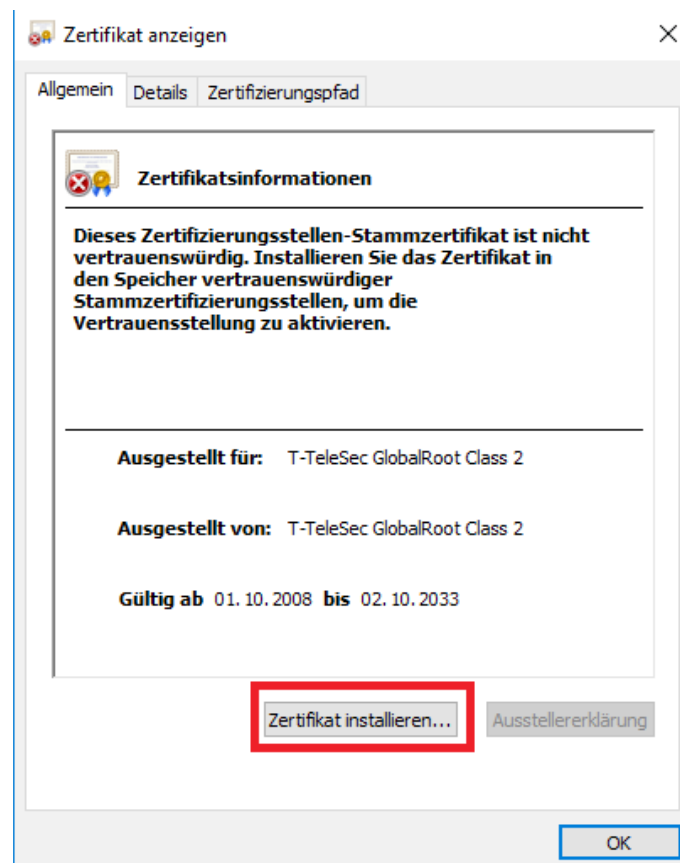 Zertifikat anzeigen
Allgemein Details Zertifizierungspfad
Zertifikatsinformationen
Dieses Zertifizierungsstellen-Stammzertifikat ist nicht
vertrauenswürdig. Installieren Sie das Zertifikat in
den Speicher vertrauenswürdiger
Stammzertifizierungsstellen, um die
Vertrauensstellung zu aktivieren.
Ausgestellt für: T-TeleSec GlobalRoot Class 2
Ausgestellt von: T-TeleSec GlobalRoot Class 2
Gültig ab 01.10.2008 bis 02.10.2033
Zertifikat installieren... Ausstellererklärung
OK